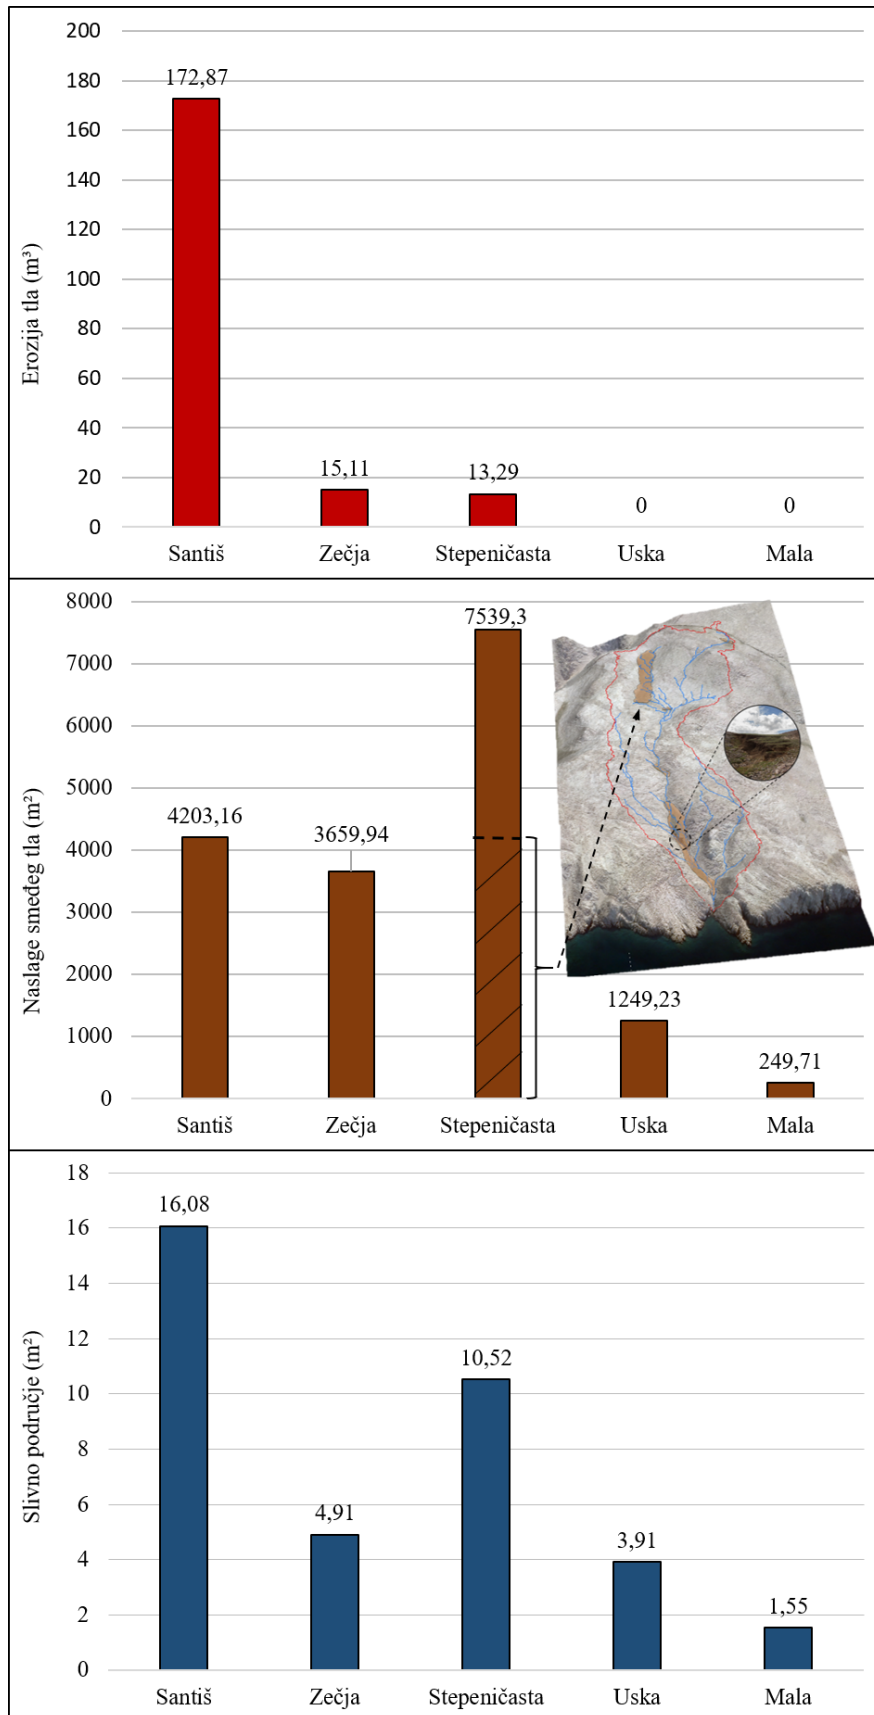 Erozija tla (m³)
200
180
160
140
120
100
80
60
40
20
0
172,87
15,11
13,29
0
0
Santiš
Zečja
Stepeničasta
Uska
Mala
Naslage smeđeg tla (m²)
8000
7000
6000
5000
4000
3000
2000
1000
0
4203,16
3659,94
7539,3
1249,23
249,71
Santiš
Zečja
Stepeničasta
Uska
Mala
Slivno područje (m²)
18
16
14
12
10
8
6
4
2
0
16,08
4,91
10,52
3,91
1,55
Santiš
Zečja
Stepeničasta
Uska
Mala